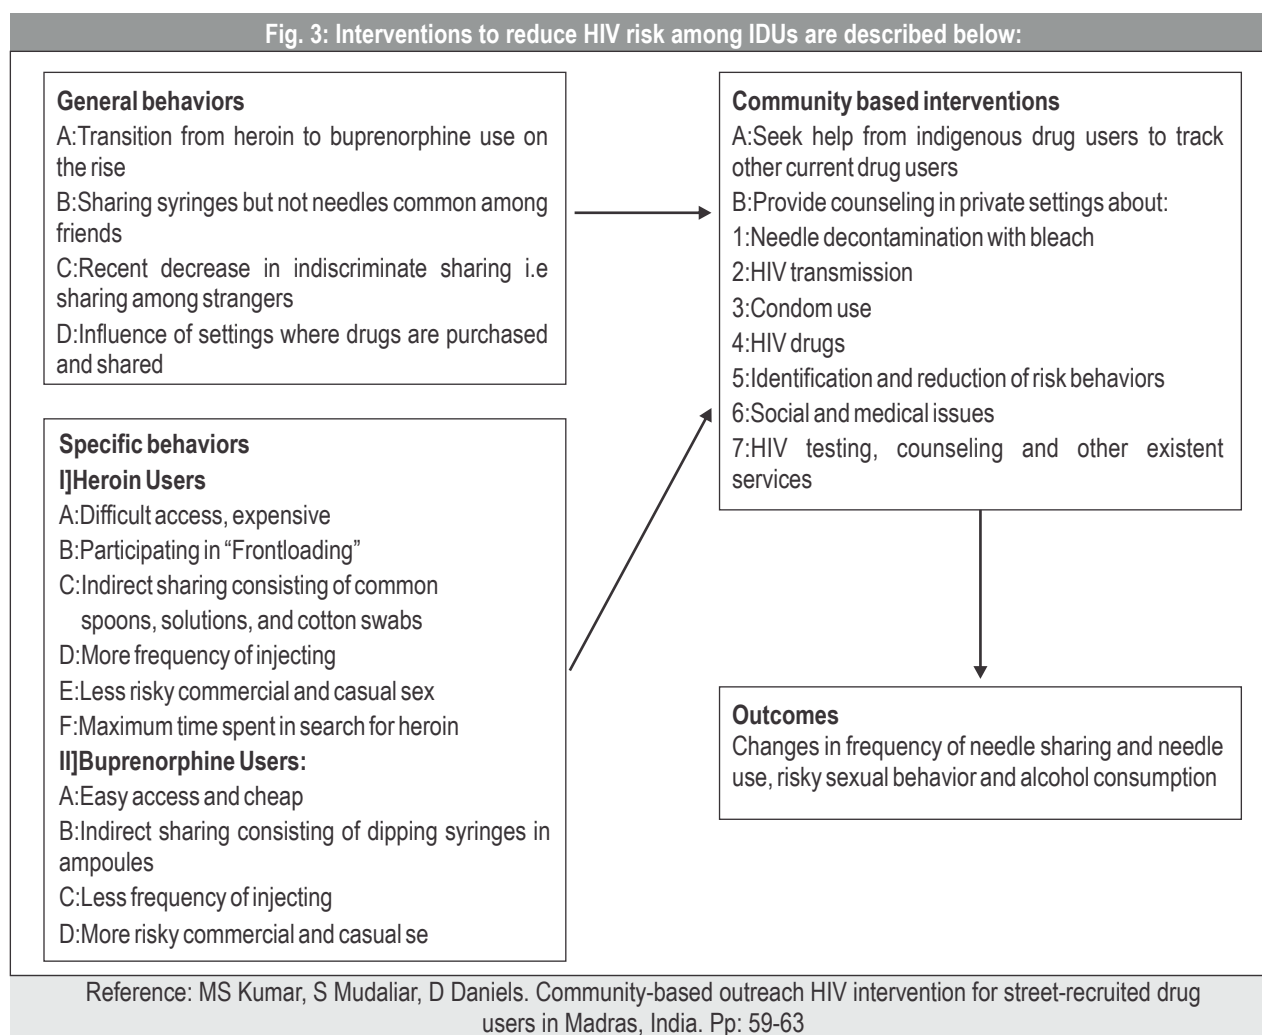 Fig. 3: Interventions to reduce HIV risk among IDUs are described below:
General behaviors
A:Transition from heroin to buprenorphine use on
the rise
B:Sharing syringes but not needles common among
friends
C:Recent decrease in indiscriminate sharing i.e
sharing among strangers
D:Influence of settings where drugs are purchased
and shared
Specific behaviors
I]Heroin Users
A:Difficult access, expensive
B:Participating in “Frontloading”
C:Indirect sharing consisting of common
spoons, solutions, and cotton swabs
D:More frequency of injecting
E:Less risky commercial and casual sex
F:Maximum time spent in search for heroin
II]Buprenorphine Users:
A:Easy access and cheap
B:Indirect sharing consisting of dipping syringes in
ampoules
C:Less frequency of injecting
D:More risky commercial and casual se
Community based interventions
A:Seek help from indigenous drug users to track
other current drug users
B:Provide counseling in private settings about:
1:Needle decontamination with bleach
2:HIV transmission
3:Condom use
4:HIV drugs
5:Identification and reduction of risk behaviors
6:Social and medical issues
7:HIV testing, counseling and other existent
services
Outcomes
Changes in frequency of needle sharing and needle
use, risky sexual behavior and alcohol consumption
Reference: MS Kumar, S Mudaliar, D Daniels. Community-based outreach HIV intervention for street-recruited drug
users in Madras, India. Pp: 59-63